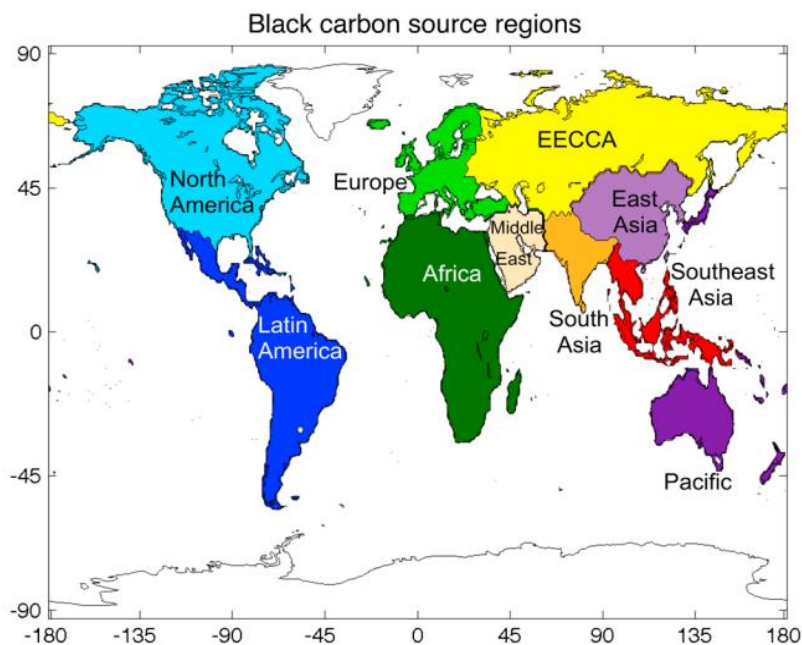 Black carbon source regions
90
45
0
-45
-90
North
America
Europe
EECCA
East
Asia
Middle
East
Africa
Southeast
Asia
South
Asia
Latin
America
Pacific
-180
-135
-90
-45
0
45
90
135
180